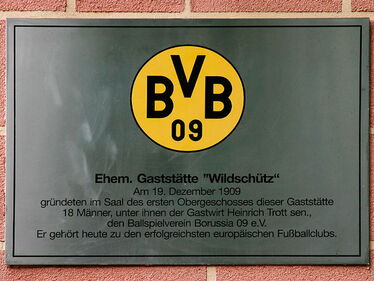 BVB
09
Ehem. Gaststätte "Wildschütz“
Am 19. Dezember 1909
gründeten im Saal des ersten Obergeschosses dieser Gaststätte
18 Männer, unter ihnen der Gastwirt Heinrich Trott sen.,
den Ballspielverein Borussia 09 e.V.
Er gehört heute zu den erfolgreichsten europäischen Fußballclubs.